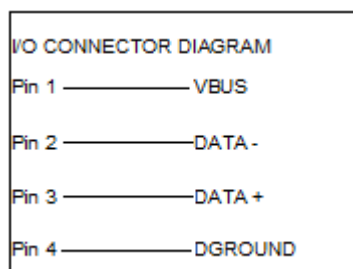 I/O CONNECTOR DIAGRAM
Pin 1 VBUS
Pin 2 DATA -
Pin 3 DATA +
Pin 4 DGROUND